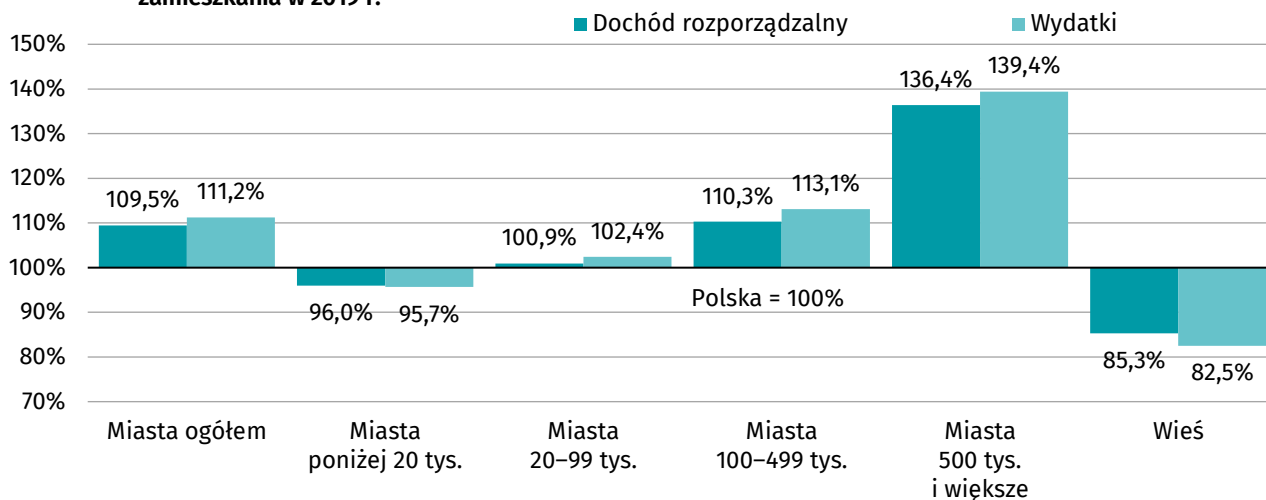 zamieszkania w 2019 r.
Dochód rozporządzalny
Wydatki
150%
140%
130%
120%
110%
100%
90%
80%
70%
109,5%
111,2%
96,0%
95,7%
100,9%
102,4%
110,3%
113,1%
136,4%
139,4%
85,3%
82,5%
Polska = 100%
Miasta ogółem
Miasta
poniżej 20 tys.
Miasta
20–99 tys.
Miasta
100–499 tys.
Miasta
500 tys.
i większe
Wieś